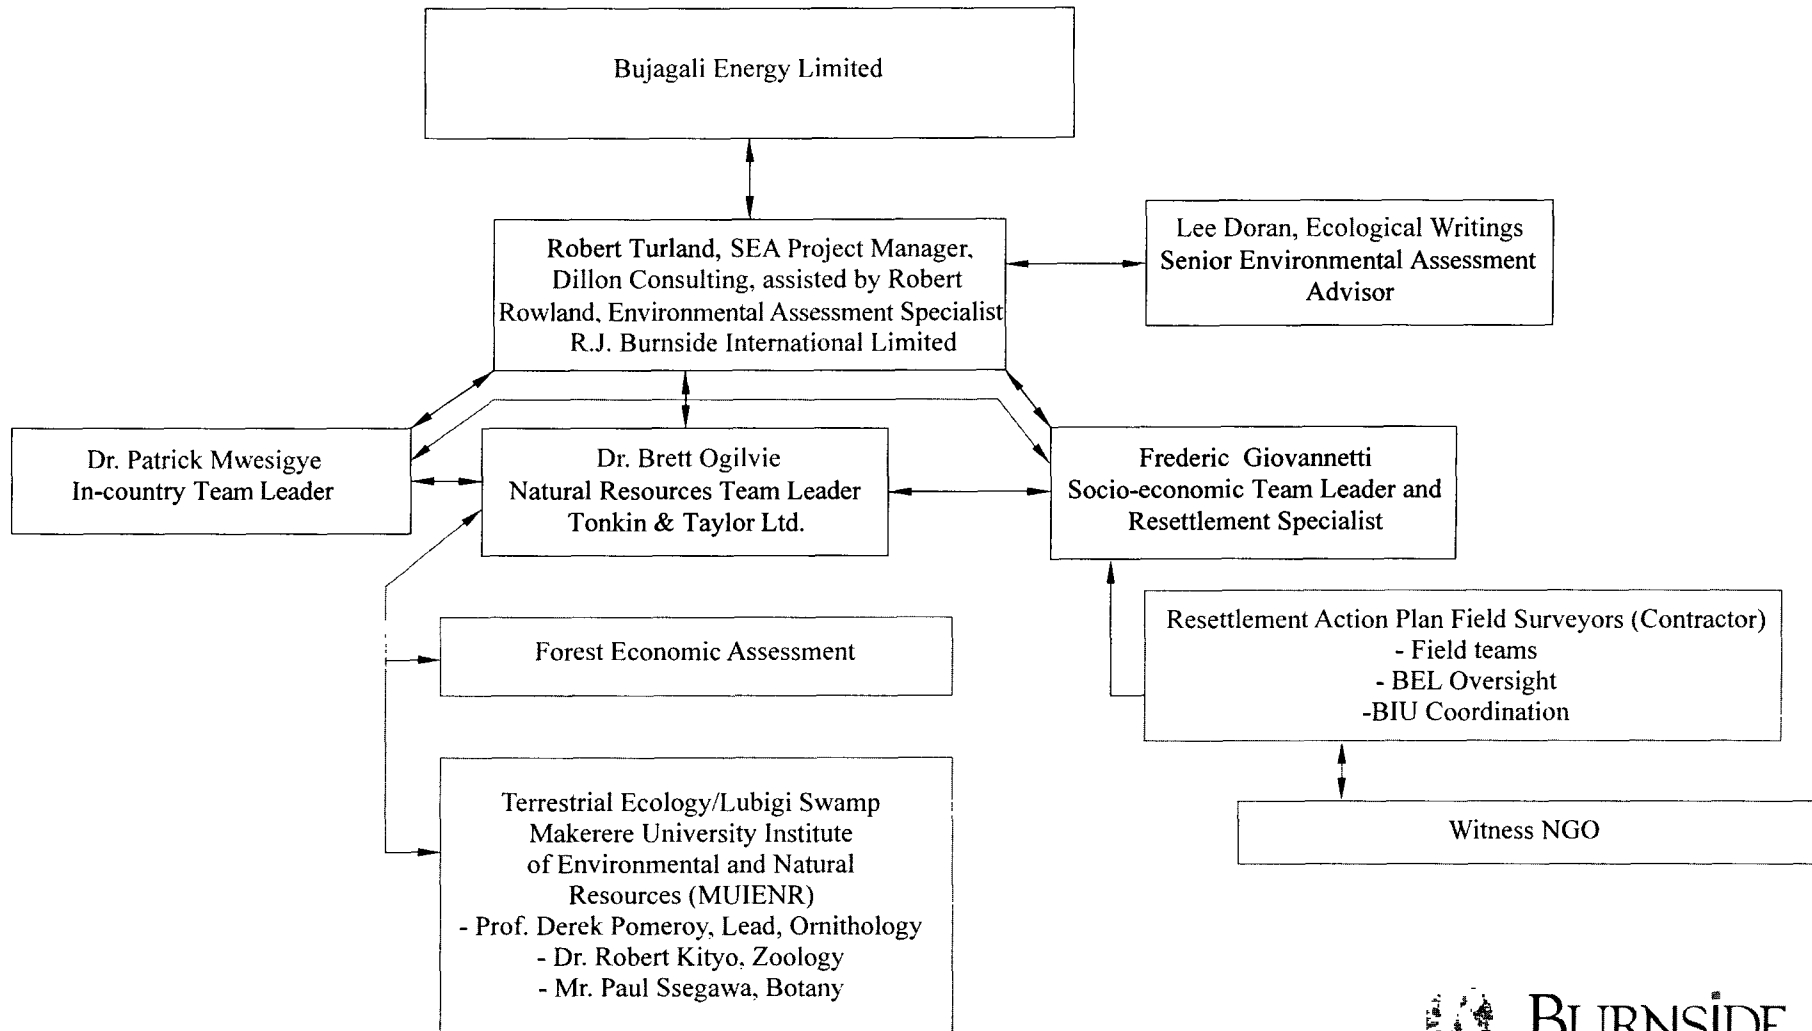 Bujagali Energy Limited
Robert Turland, SEA Project Manager,
Dillon Consulting, assisted by Robert
Rowland, Environmental Assessment Specialist
R.J. Burnside International Limited
Lee Doran, Ecological Writings
Senior Environmental Assessment
Advisor
Dr. Patrick Mwesigye
In-country Team Leader
Dr. Brett Ogilvie
Natural Resources Team Leader
Tonkin & Taylor Ltd.
Frederic Giovannetti
Socio-economic Team Leader and
Resettlement Specialist
Forest Economic Assessment
Resettlement Action Plan Field Surveyors (Contractor)
- Field teams
- BEL Oversight
-BIU Coordination
Witness NGO
Terrestrial Ecology/Lubigi Swamp
Makerere University Institute
of Environmental and Natural
Resources (MUIENR)
- Prof. Derek Pomeroy, Lead, Ornithology
- Dr. Robert Kityo, Zoology
- Mr. Paul Ssegawa, Botany
BURNSiDE